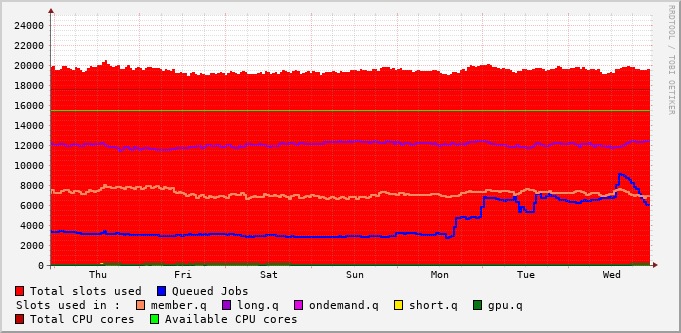 RRDTOOL / TOBI OETIKER
24000
22000
20000
18000
16000
14000
12000
10000
8000
6000
4000
2000
0
Thu Fri Sat Sun Mon Tue Wed
Total slots used Queued Jobs
Slots used in : member.q long.q ondemand.q short.q gpu.q
Total CPU cores Available CPU cores